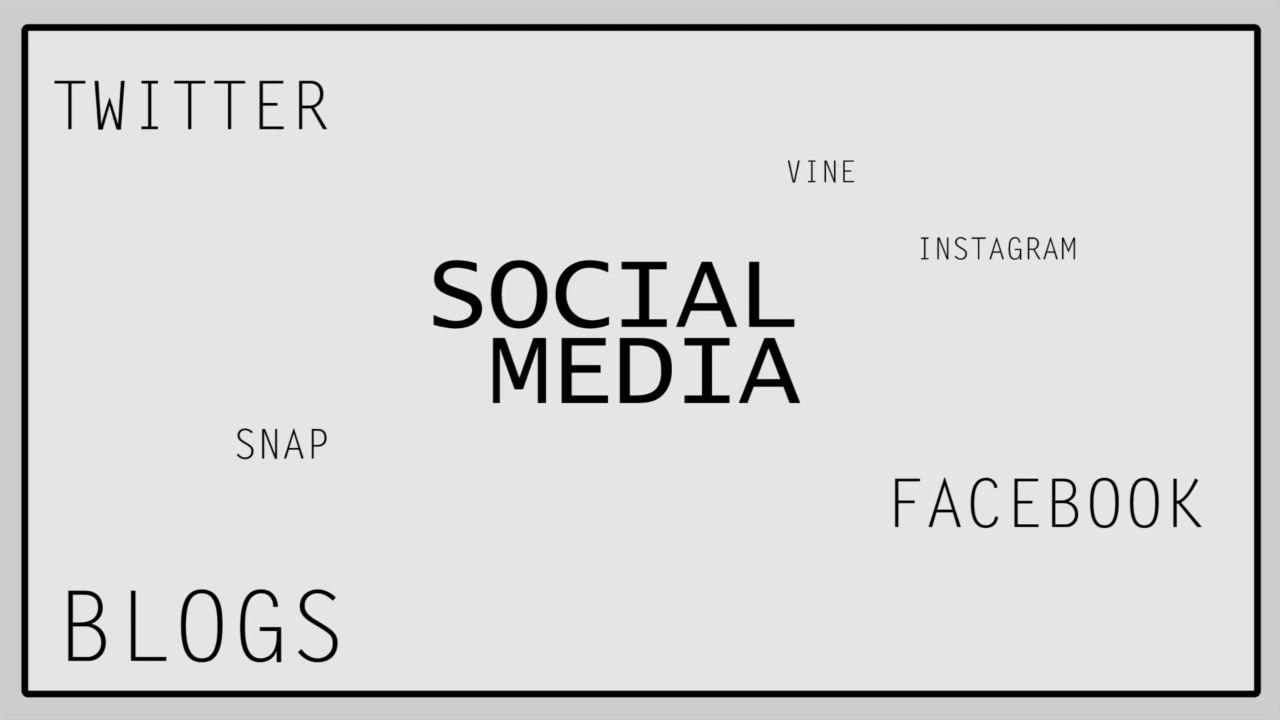 TWITTER
VINE
INSTAGRAM
SOCIAL
MEDIA
SNAP
FACEBOOK
BLOGS